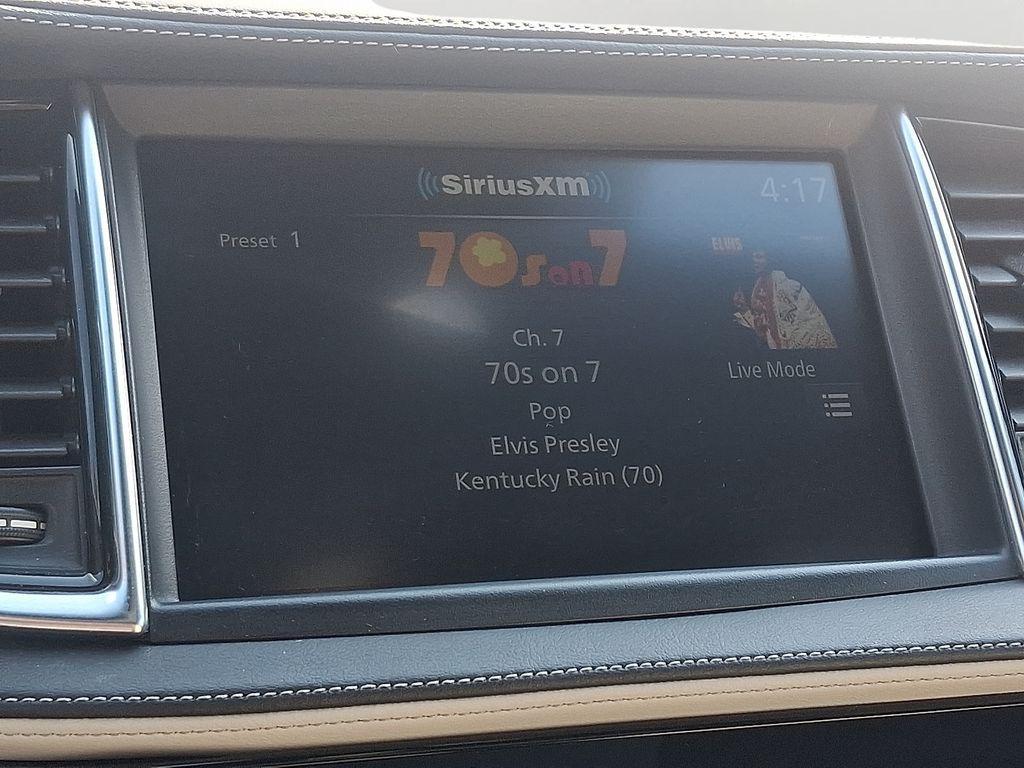 SiriusXM
4:17
Preset 1
70s on 7
ELVIS
Ch. 7
70s on 7
Live Mode
Pop
Elvis Presley
Kentucky Rain (70)